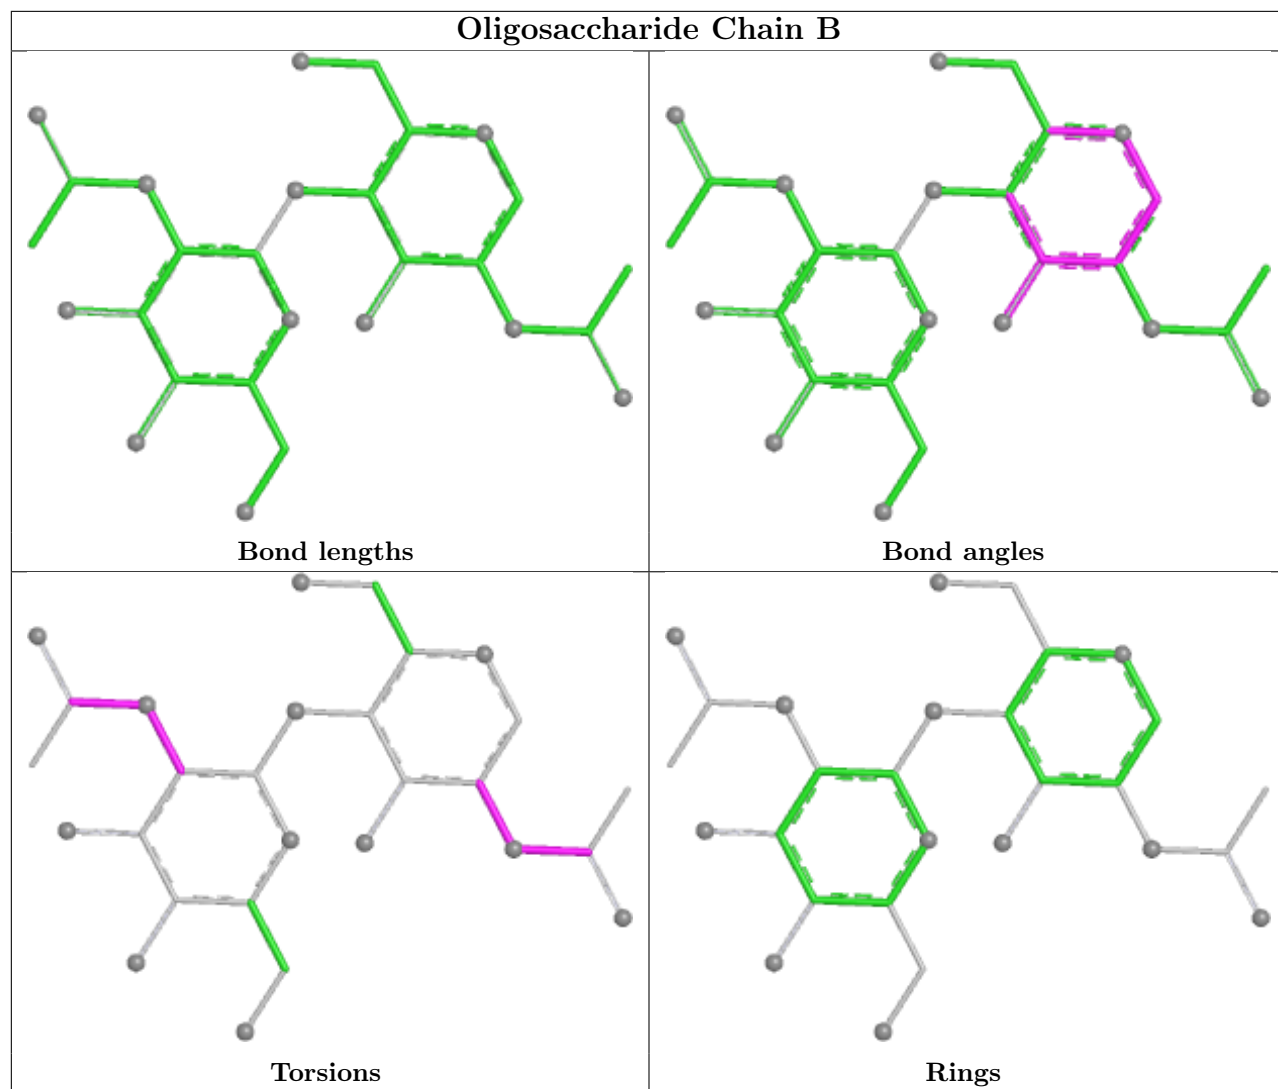 Oligosaccharide Chain B
Bond lengths
Bond angles
Torsions
Rings